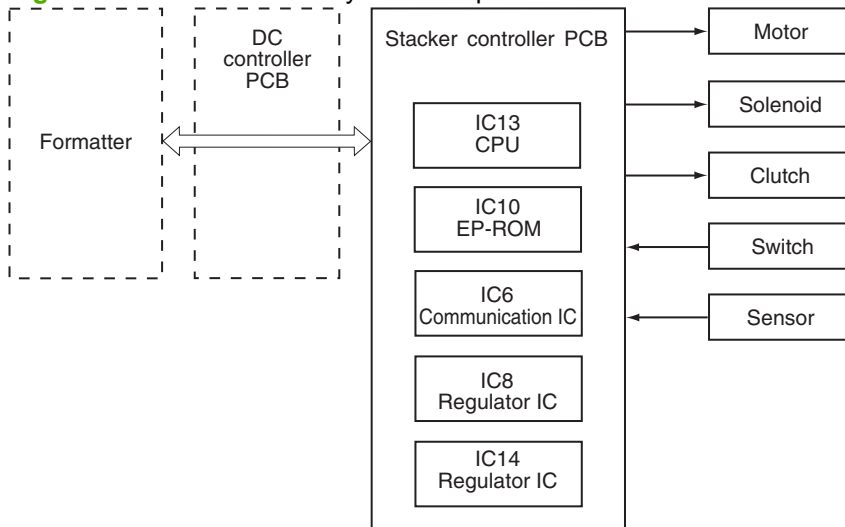 Formatter
DC
controller
PCB
Stacker controller PCB
IC13
CPU
IC10
EP-ROM
IC6
Communication IC
IC8
Regulator IC
IC14
Regulator IC
Motor
Solenoid
Clutch
Switch
Sensor